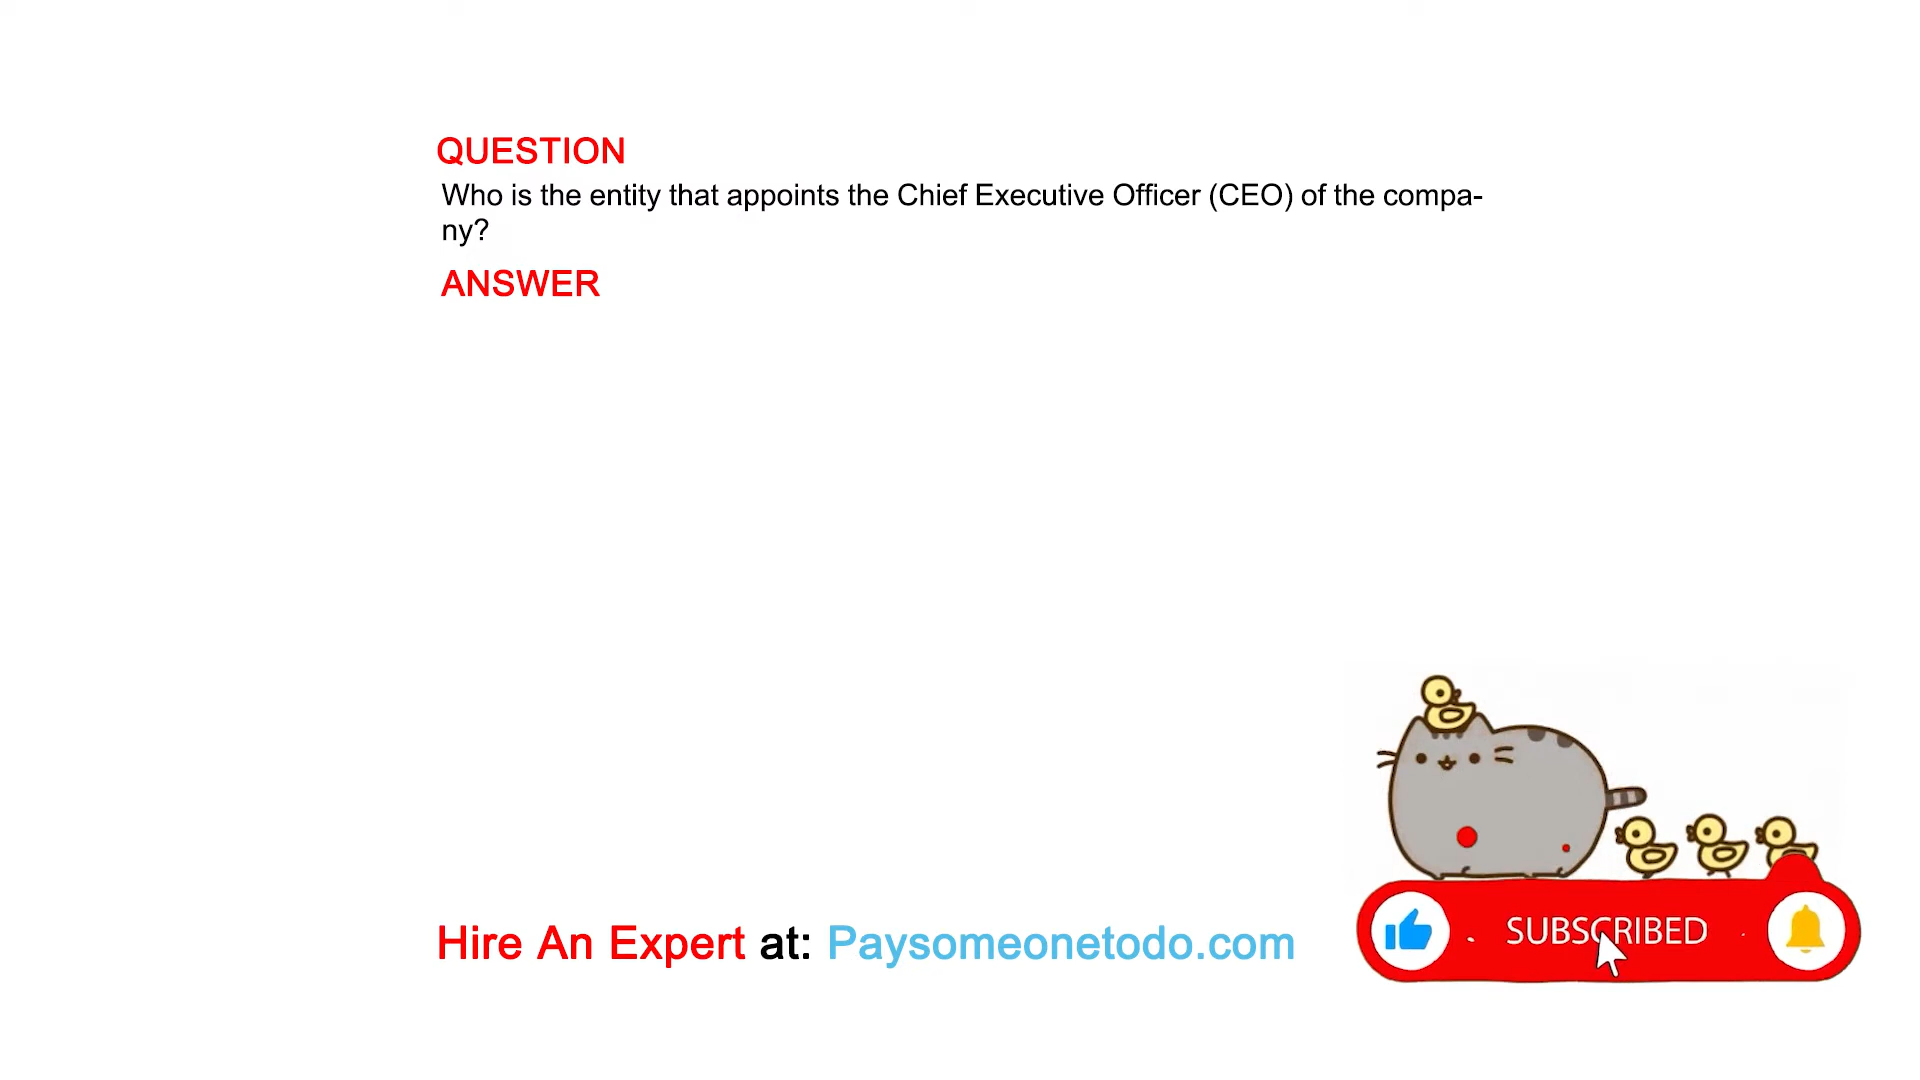 QUESTION
Who is the entity that appoints the Chief Executive Officer (CEO) of the compa-
ny?
ANSWER
Hire An Expert at: Paysomeonetodo.com
SUBSCRIBED